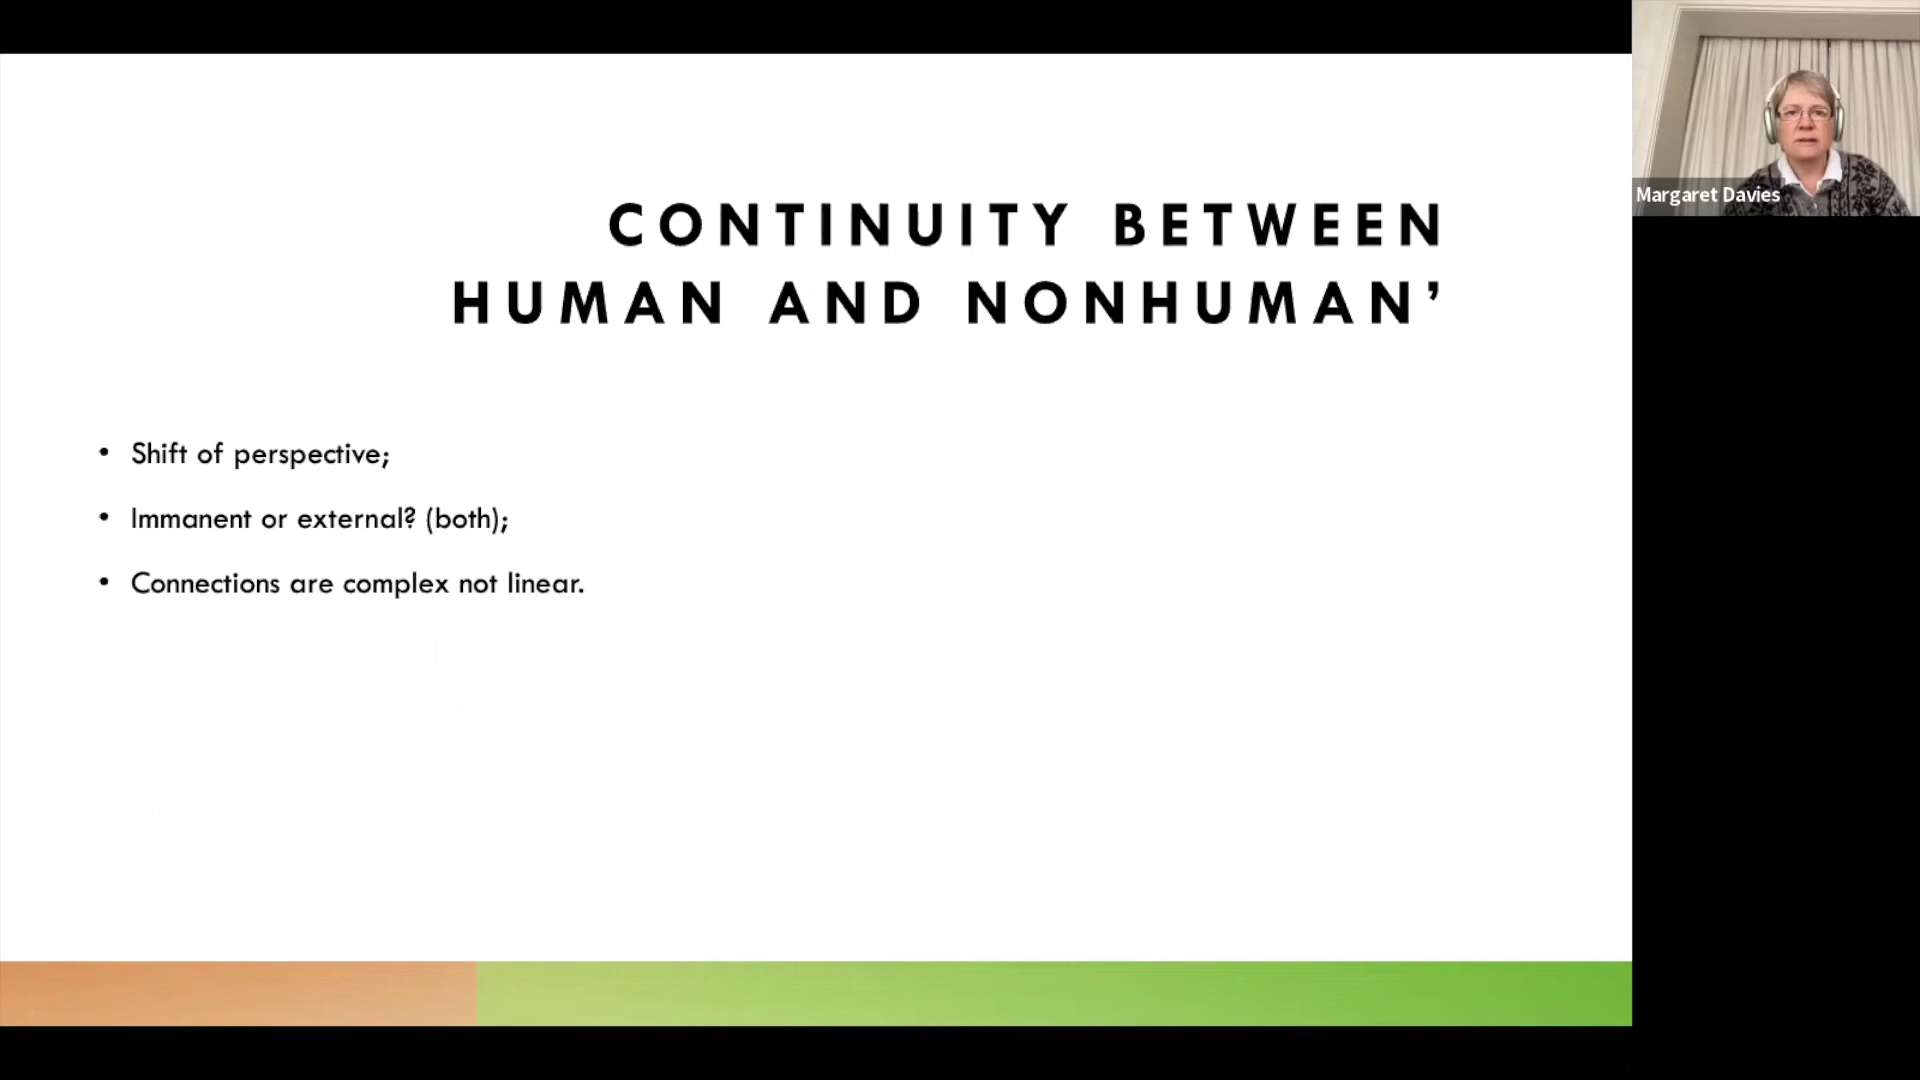 CONTINUITY BETWEEN
HUMAN AND NONHUMAN’
• Shift of perspective;
• Immanent or external? (both);
• Connections are complex not linear.
Margaret Davies